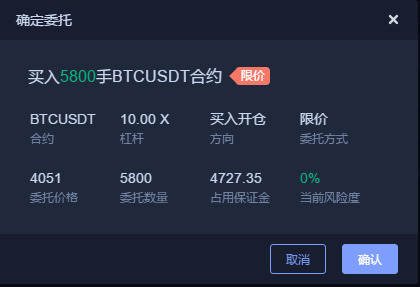 确定委托 ×
买入5800手BTCUSDT合约 限价
BTCUSDT 10.00 X 买入开仓 限价
合约 杠杆 方向 委托方式
4051 5800 4727.35 0%
委托价格 委托数量 占用保证金 当前风险度
取消 确认